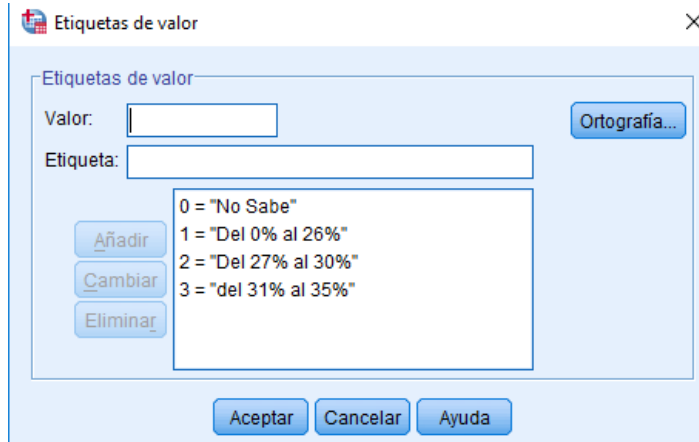 Etiquetas de valor
Etiquetas de valor
Valor:
Ortografía...
Etiqueta:
0 = "No Sabe"
1 = "Del 0% al 26%"
2 = "Del 27% al 30%"
3 = "del 31% al 35%"
Añadir
Cambiar
Eliminar
Aceptar Cancelar Ayuda